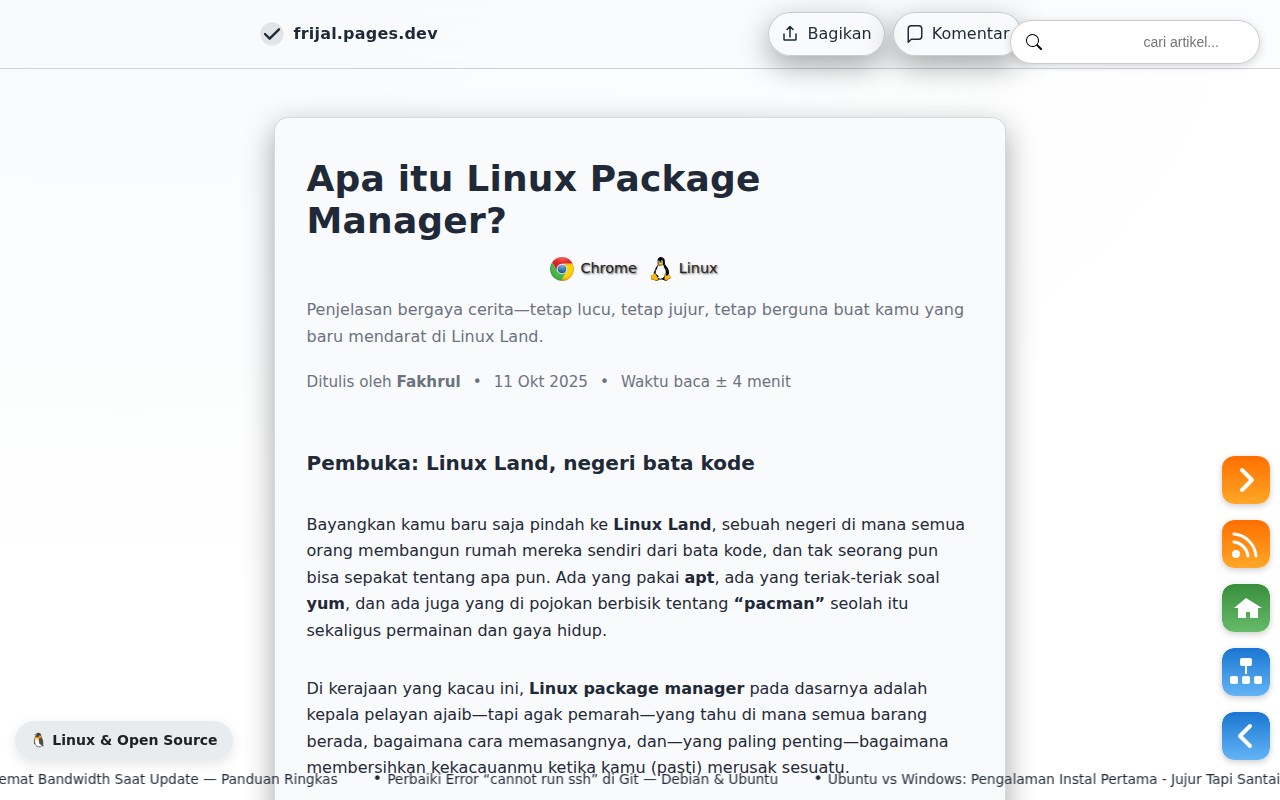 frijal.pages.dev
Bagikan
Komentar
cari artikel...
Apa itu Linux Package
Manager?
Chrome Linux
Penjelasan bergaya cerita—tetap lucu, tetap jujur, tetap berguna buat kamu yang
baru mendarat di Linux Land.
Ditulis oleh Fakhrul • 11 Okt 2025 • Waktu baca ± 4 menit
Pembuka: Linux Land, negeri bata kode
Bayangkan kamu baru saja pindah ke Linux Land, sebuah negeri di mana semua
orang membangun rumah mereka sendiri dari bata kode, dan tak seorang pun
bisa sepakat tentang apa pun. Ada yang pakai apt, ada yang teriak-teriak soal
yum, dan ada juga yang di pojokan berbisik tentang “pacman” seolah itu
sekaligus permainan dan gaya hidup.
Di kerajaan yang kacau ini, Linux package manager pada dasarnya adalah
kepala pelayan ajaib—tapi agak pemarah—yang tahu di mana semua barang
berada, bagaimana cara memasangnya, dan—yang paling penting—bagaimana
membersihkan kekacauanmu ketika kamu (pasti) merusak sesuatu.
Linux & Open Source
emat Bandwidth Saat Update — Panduan Ringkas • Perbaiki Error “cannot run ssh” di Git — Debian & Ubuntu • Ubuntu vs Windows: Pengalaman Instal Pertama - Jujur Tapi Santai